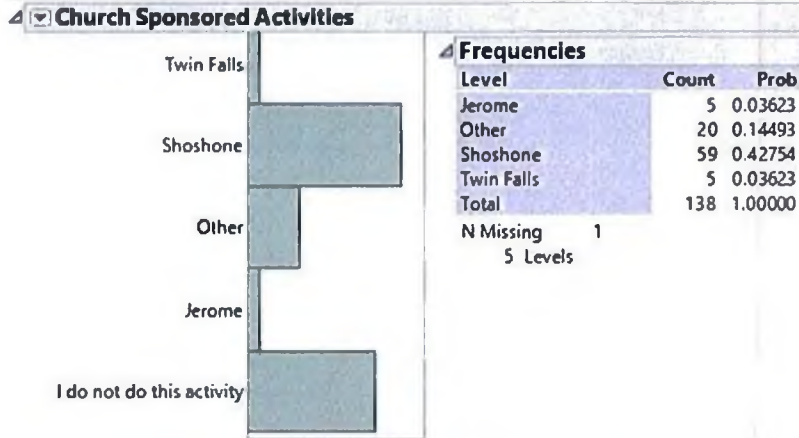 Church Sponsored Activities
Twin Falls
Shoshone
Other
Jerome
I do not do this activity
Frequencies
Level Count Prob
Jerome 5 0.03623
Other 20 0.14493
Shoshone 59 0.42754
Twin Falls 5 0.03623
Total 138 1.00000
N Missing 1
5 Levels